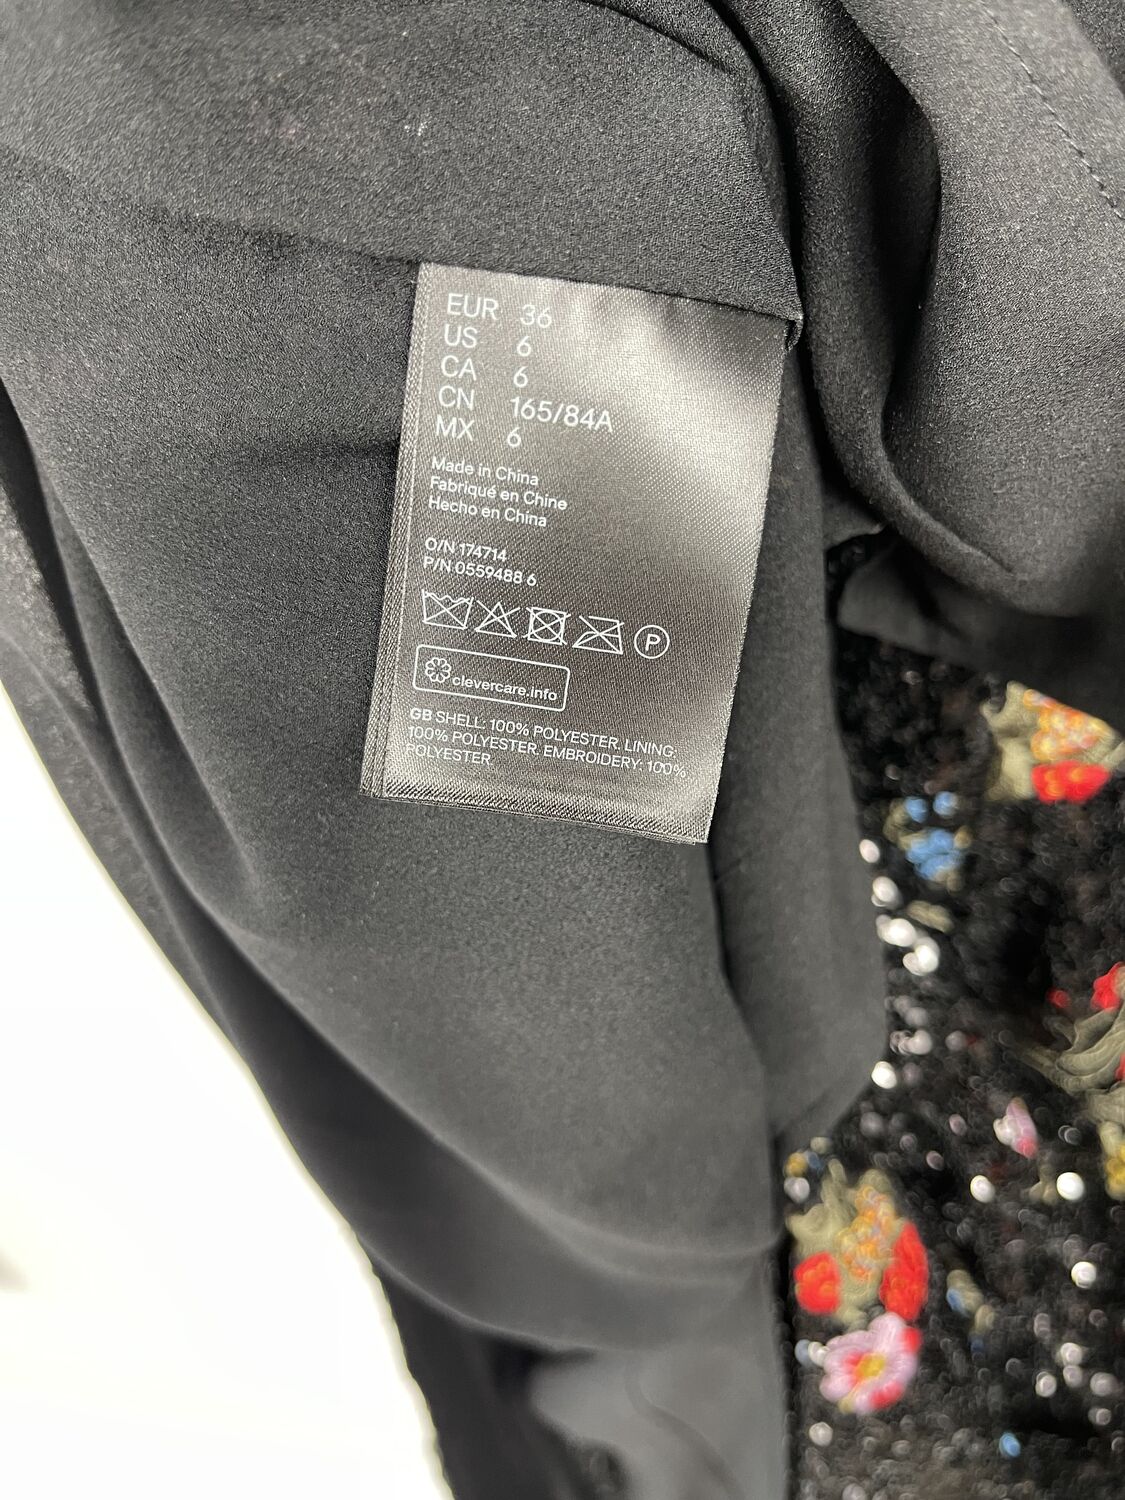 EUR 36
US 6
CA 6
CN 165/84A
MX 6
Made in China
Fabriqué en Chine
Hecho en China
O/N 174714
P/N 0559488 6
P
clevercare.info
GB SHELL: 100% POLYESTER. LINING:
100% POLYESTER. EMBROIDERY: 100%
POLYESTER